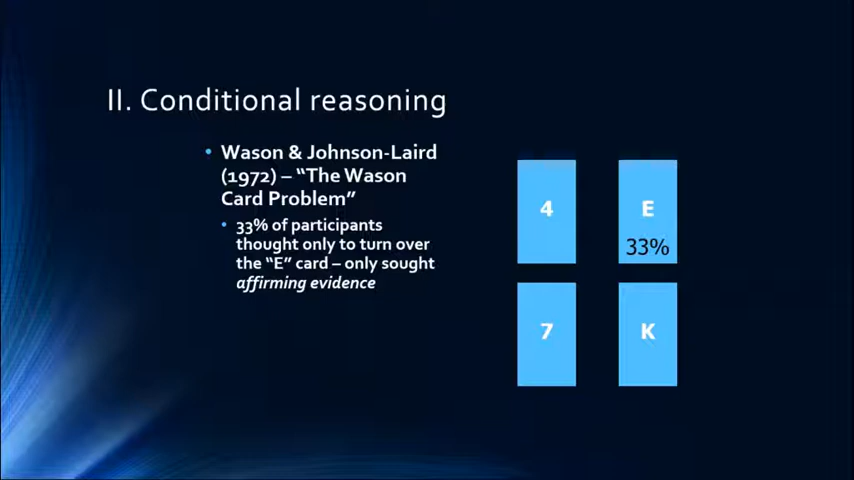 II. Conditional reasoning
• Wason & Johnson-Laird
(1972) – “The Wason
Card Problem”
• 33% of participants
thought only to turn over
the “E” card – only sought
affirming evidence
4
E
33%
7
K